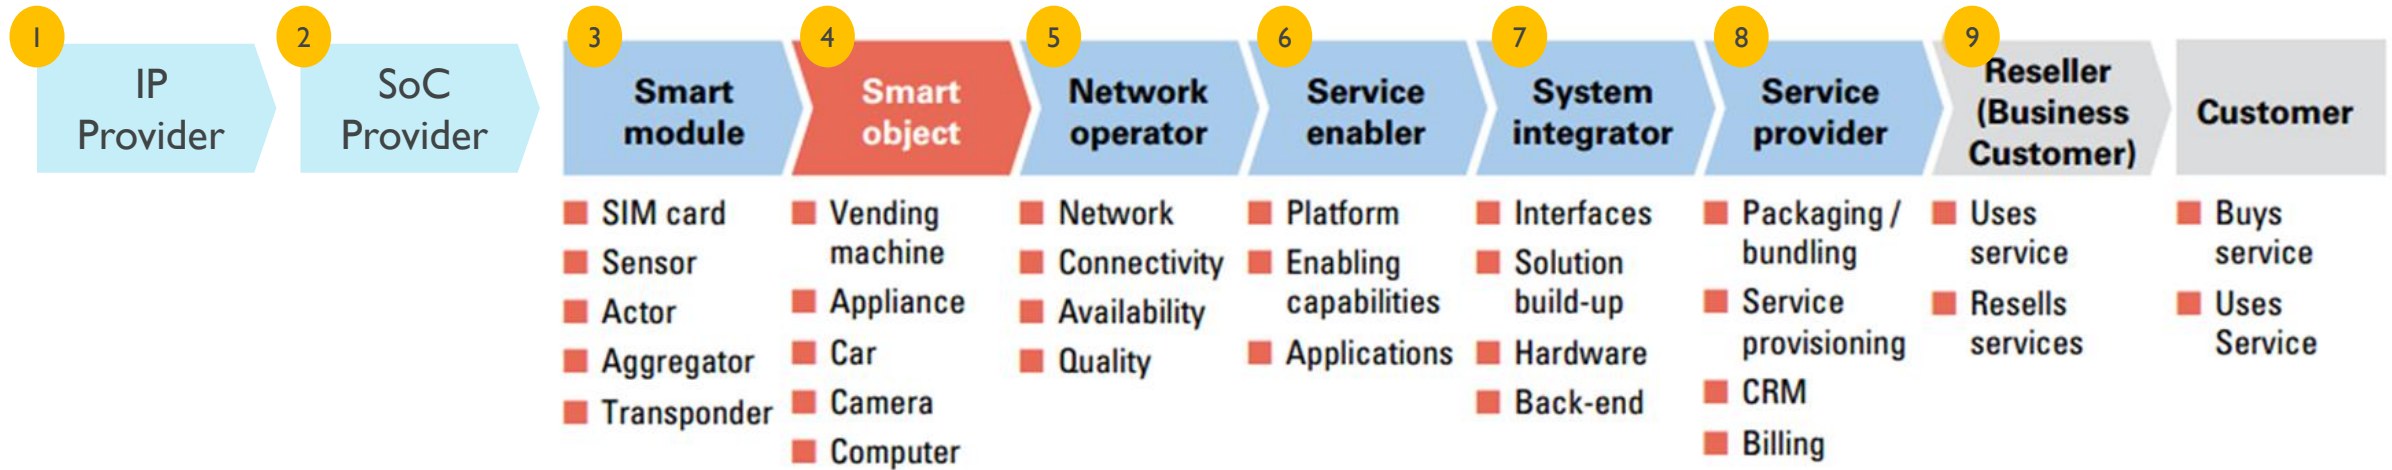 1
IP
Provider
2
SoC
Provider
3
Smart
module
SIM card
Sensor
Actor
Aggregator
Transponder
4
Smart
object
Vending
machine
Appliance
Car
Camera
Computer
5
Network
operator
Network
Connectivity
Availability
Quality
6
Service
enabler
Platform
Enabling
capabilities
Applications
7
System
integrator
Interfaces
Solution
build-up
Hardware
Back-end
8
Service
provider
Packaging /
bundling
Service
provisioning
CRM
Billing
9
Reseller
(Business
Customer)
Uses
service
Resells
services
Customer
Buys
service
Uses
Service